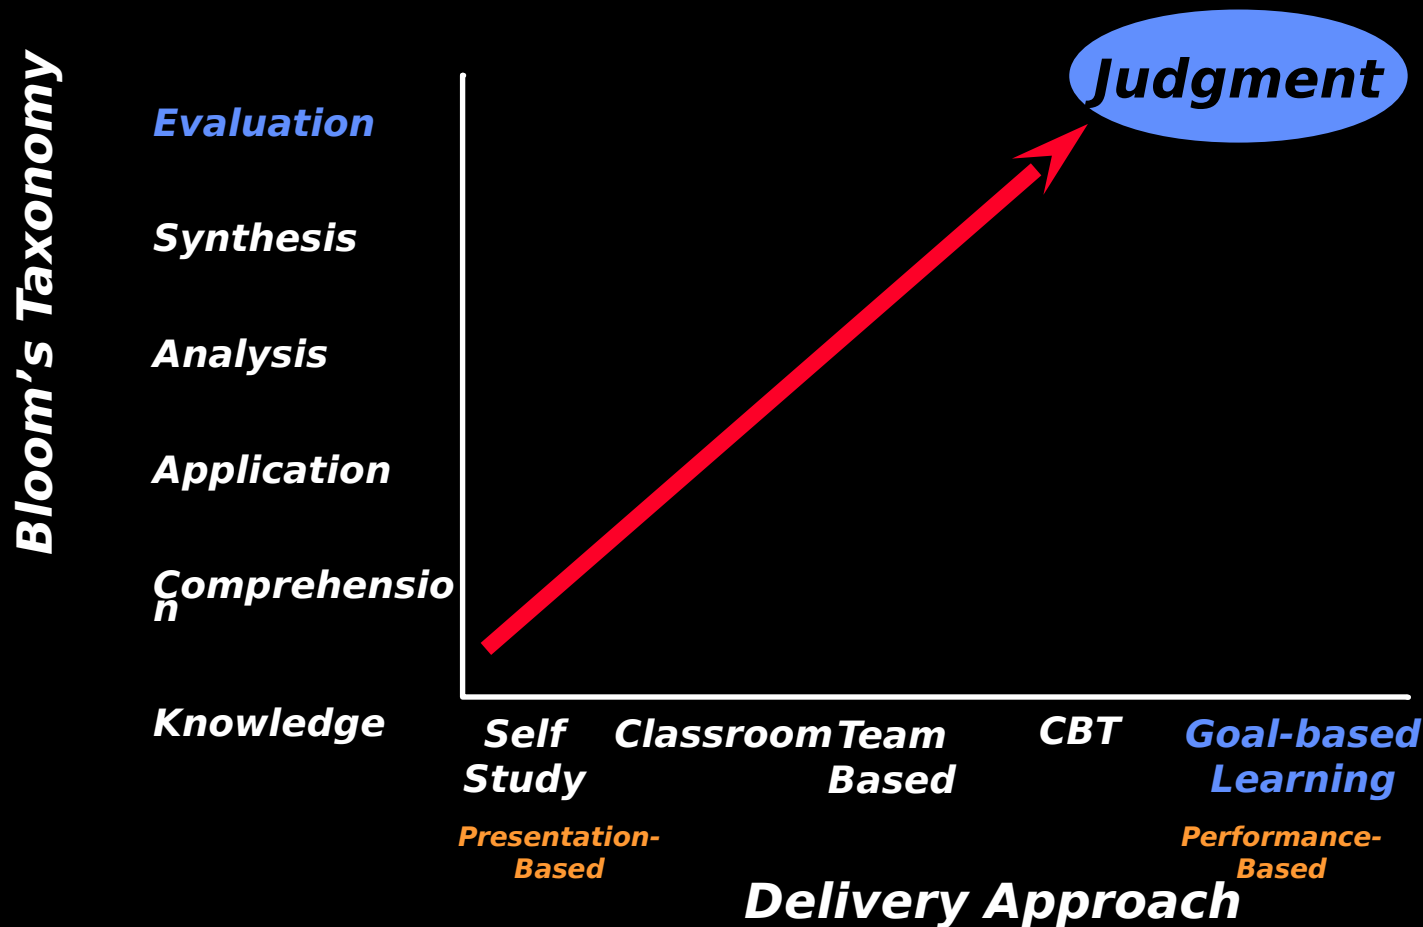 Judgment
Bloom’s Taxonomy
Evaluation
Synthesis
Analysis
Application
Comprehensio
n
Knowledge
Self
Study
Classroom
Team
Based
CBT
Goal-based
Learning
Presentation-
Based
Performance-
Based
Delivery Approach